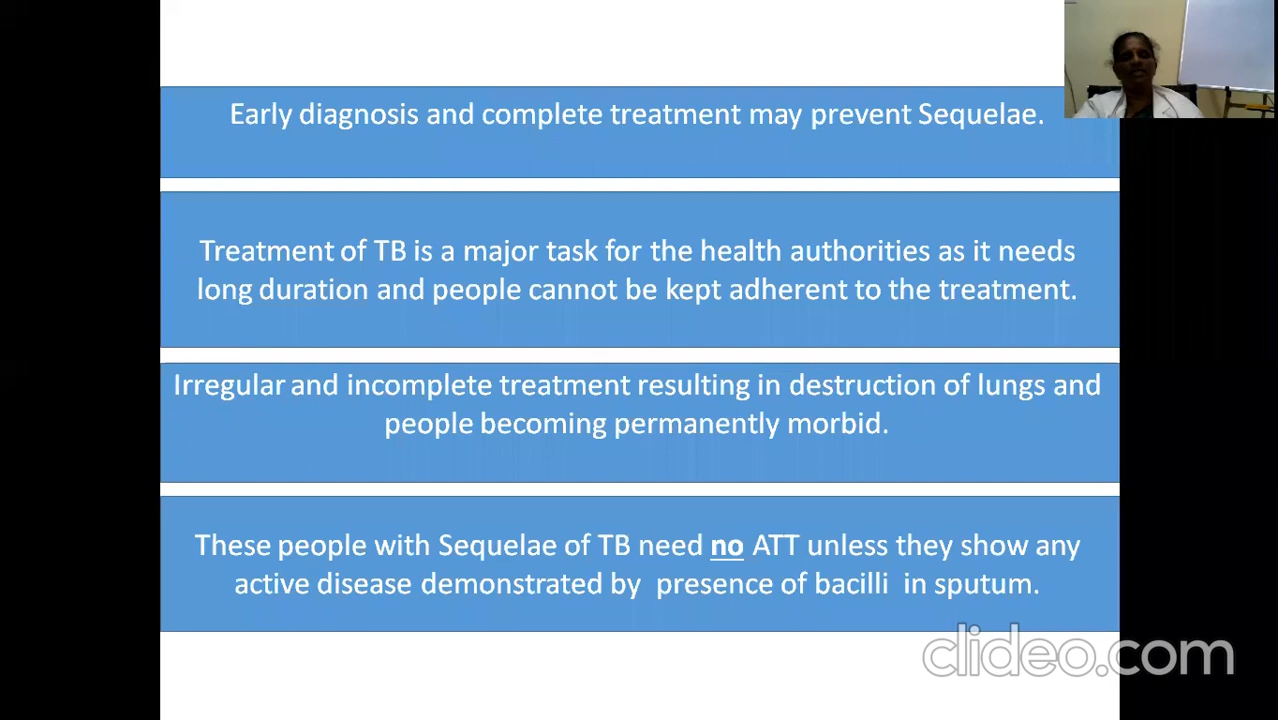 Early diagnosis and complete treatment may prevent Sequelae.
Treatment of TB is a major task for the health authorities as it needs
long duration and people cannot be kept adherent to the treatment.
Irregular and incomplete treatment resulting in destruction of lungs and
people becoming permanently morbid.
These people with Sequelae of TB need no ATT unless they show any
active disease demonstrated by presence of bacilli in sputum.
clideo.com